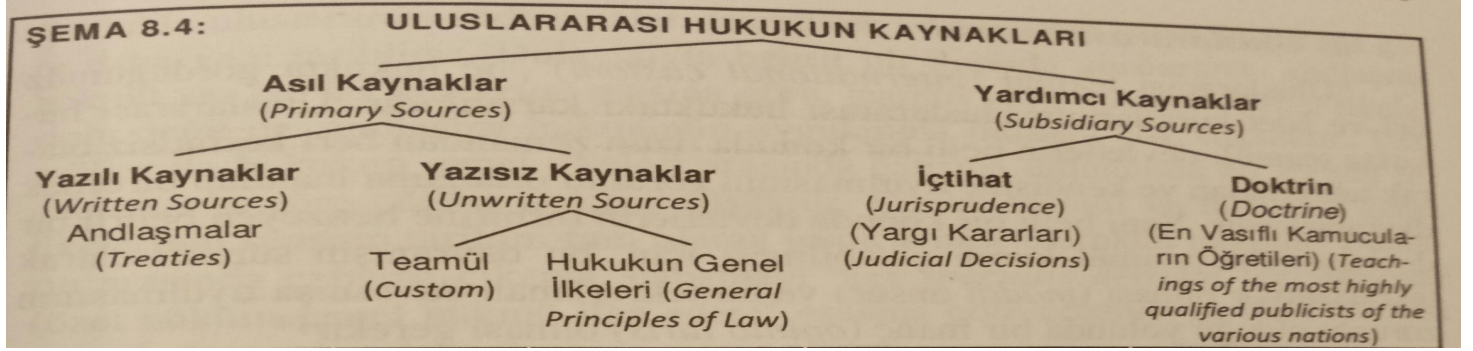 ŞEMA 8.4:
ULUSLARARASI HUKUKUN KAYNAKLARI
Asıl Kaynaklar
(Primary Sources)
Yazılı Kaynaklar
(Written Sources)
Andlaşmalar
(Treaties)
Yazısız Kaynaklar
(Unwritten Sources)
Teamül
(Custom)
Hukukun Genel
İlkeleri (General
Principles of Law)
Yardımcı Kaynaklar
(Subsidiary Sources)
İçtihat
(Jurisprudence)
(Yargı Kararları)
(Judicial Decisions)
Doktrin
(Doctrine)
(En Vasıflı Kamucula-
rın Öğretileri) (Teach-
ings of the most highly
qualified publicists of the
various nations)